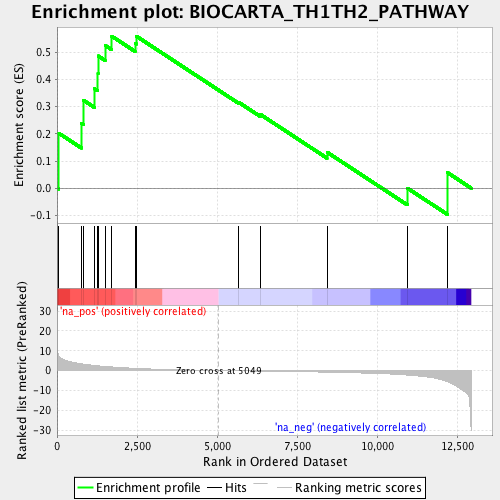 Enrichment plot: BIOCARTA_TH1TH2_PATHWAY
Enrichment score (ES)
0.5
0.4
0.3
0.2
0.1
0.0
-0.1
'na_pos' (positively correlated)
Ranked list metric (PreRanked)
30
20
10
0
-10
-20
-30
Zero cross at 5049
'na_neg' (negatively correlated)
0
2,500
5,000
7,500
10,000
12,500
Rank in Ordered Dataset
Enrichment profile
Hits
Ranking metric scores